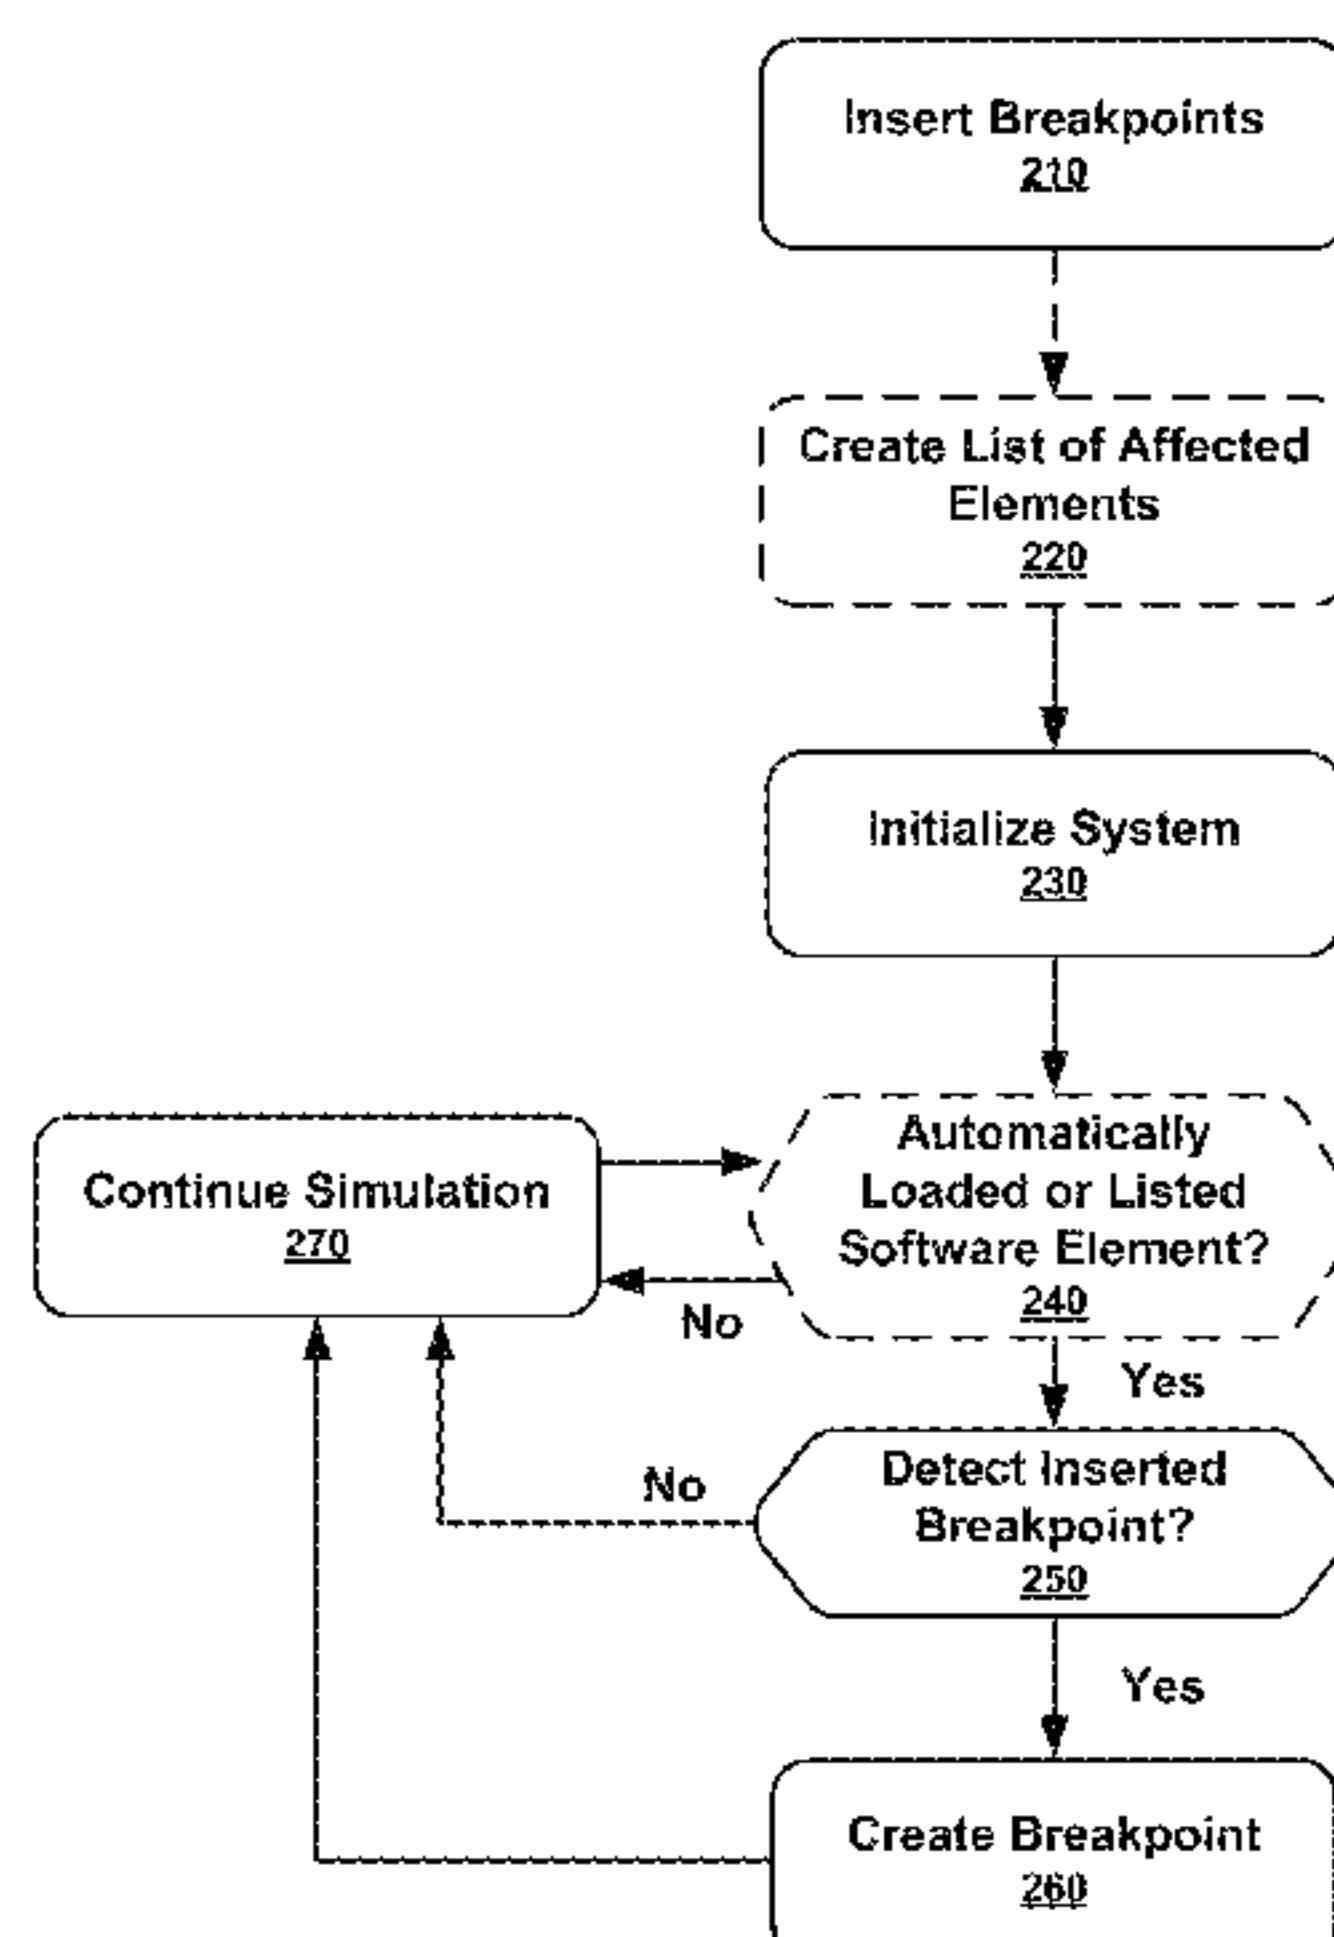 Insert Breakpoints
210
Create List of Affected
Elements
220
Initialize System
230
Automatically
Loaded or Listed
Software Element?
240
Continue Simulation
270
No
Yes
Detect Inserted
Breakpoint?
250
No
Yes
Create Breakpoint
260